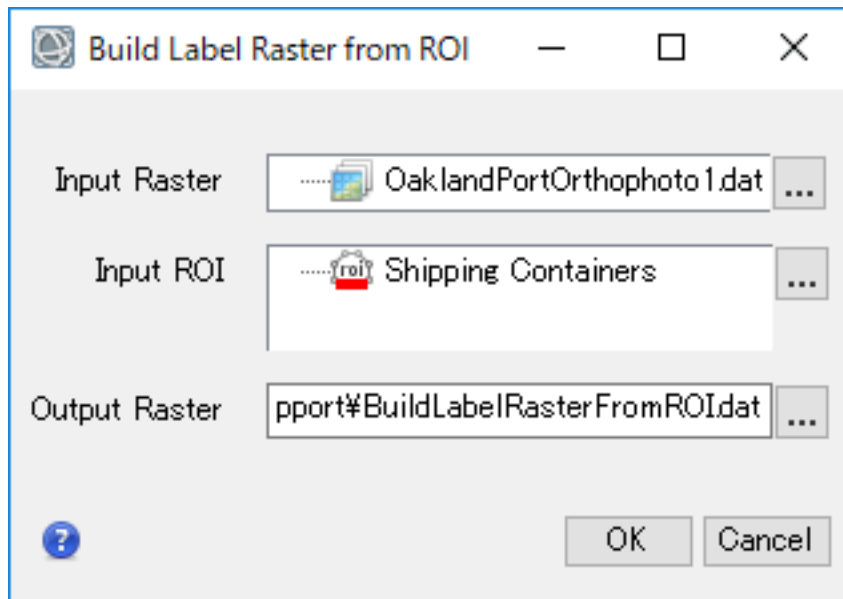 Build Label Raster from ROI
Input Raster
OaklandPortOrthophoto1.dat
...
Input ROI
roi
Shipping Containers
...
Output Raster
pport¥BuildLabelRasterFromROI.dat
...
?
OK
Cancel